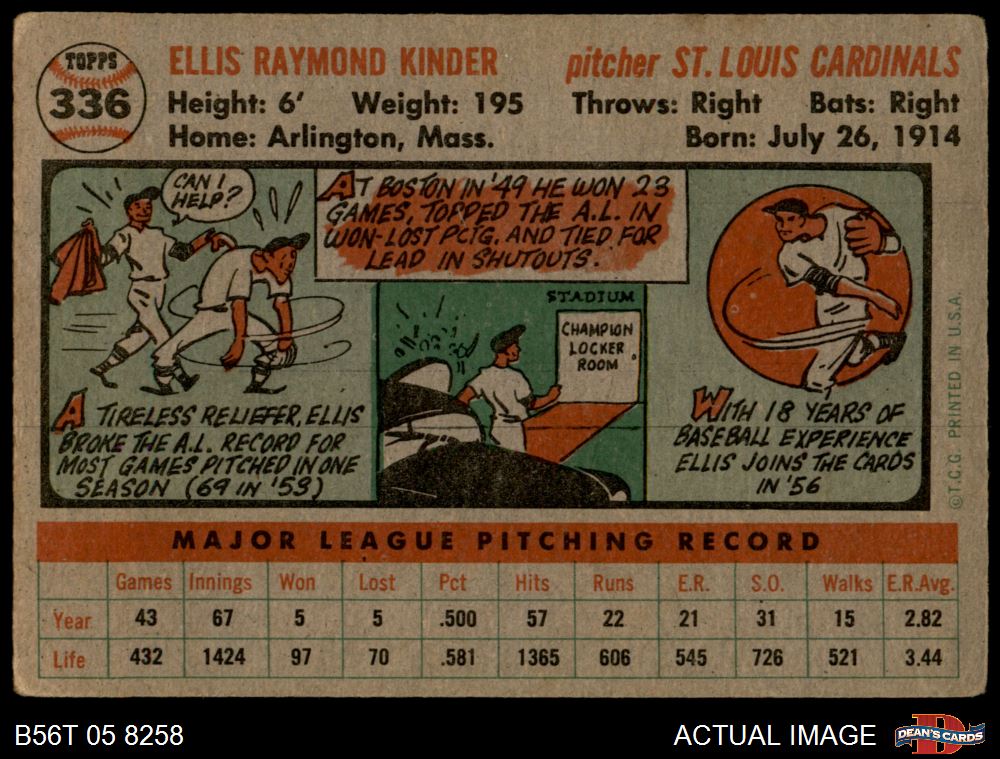 TOPPS
336
ELLIS RAYMOND KINDER pitcher ST. LOUIS CARDINALS
Height: 6' Weight: 195 Throws: Right Bats: Right
Home: Arlington, Mass. Born: July 26, 1914
CAN I
HELP?
A TIRELESS RELIEFER, ELLIS
BROKE THE A.L. RECORD FOR
MOST GAMES PITCHED IN ONE
SEASON (69 IN '53)
AT BOSTON IN '49 HE WON 23
GAMES, TOPPED THE A.L. IN
WON-LOST PCTG. AND TIED FOR
LEAD IN SHUTOUTS.
STADIUM
CHAMPION
LOCKER
ROOM
WITH 18 YEARS OF
BASEBALL EXPERIENCE
ELLIS JOINS THE CARDS
IN '56
©T.C.G. PRINTED IN U.S.A.
MAJOR LEAGUE PITCHING RECORD
Games Innings Won Lost Pct Hits Runs E.R. S.O. Walks E.R.Avg.
Year 43 67 5 5 .500 57 22 21 31 15 2.82
Life 432 1424 97 70 .581 1365 606 545 726 521 3.44
B56T 05 8258 ACTUAL IMAGE
DEAN'S CARDS